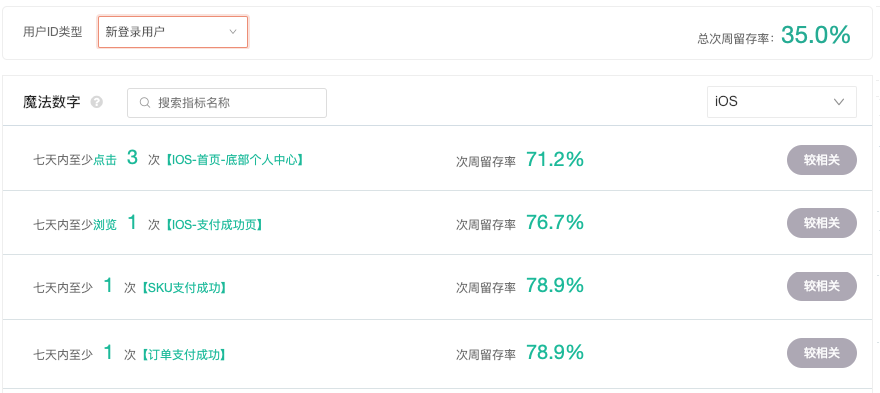 用户ID类型 新登录用户 总次周留存率: 35.0%
魔法数字 ? 搜索指标名称 iOS
七天内至少点击 3 次【IOS-首页-底部个人中心】 次周留存率 71.2% 较相关
七天内至少浏览 1 次【IOS-支付成功页】 次周留存率 76.7% 较相关
七天内至少 1 次【SKU支付成功】 次周留存率 78.9% 较相关
七天内至少 1 次【订单支付成功】 次周留存率 78.9% 较相关